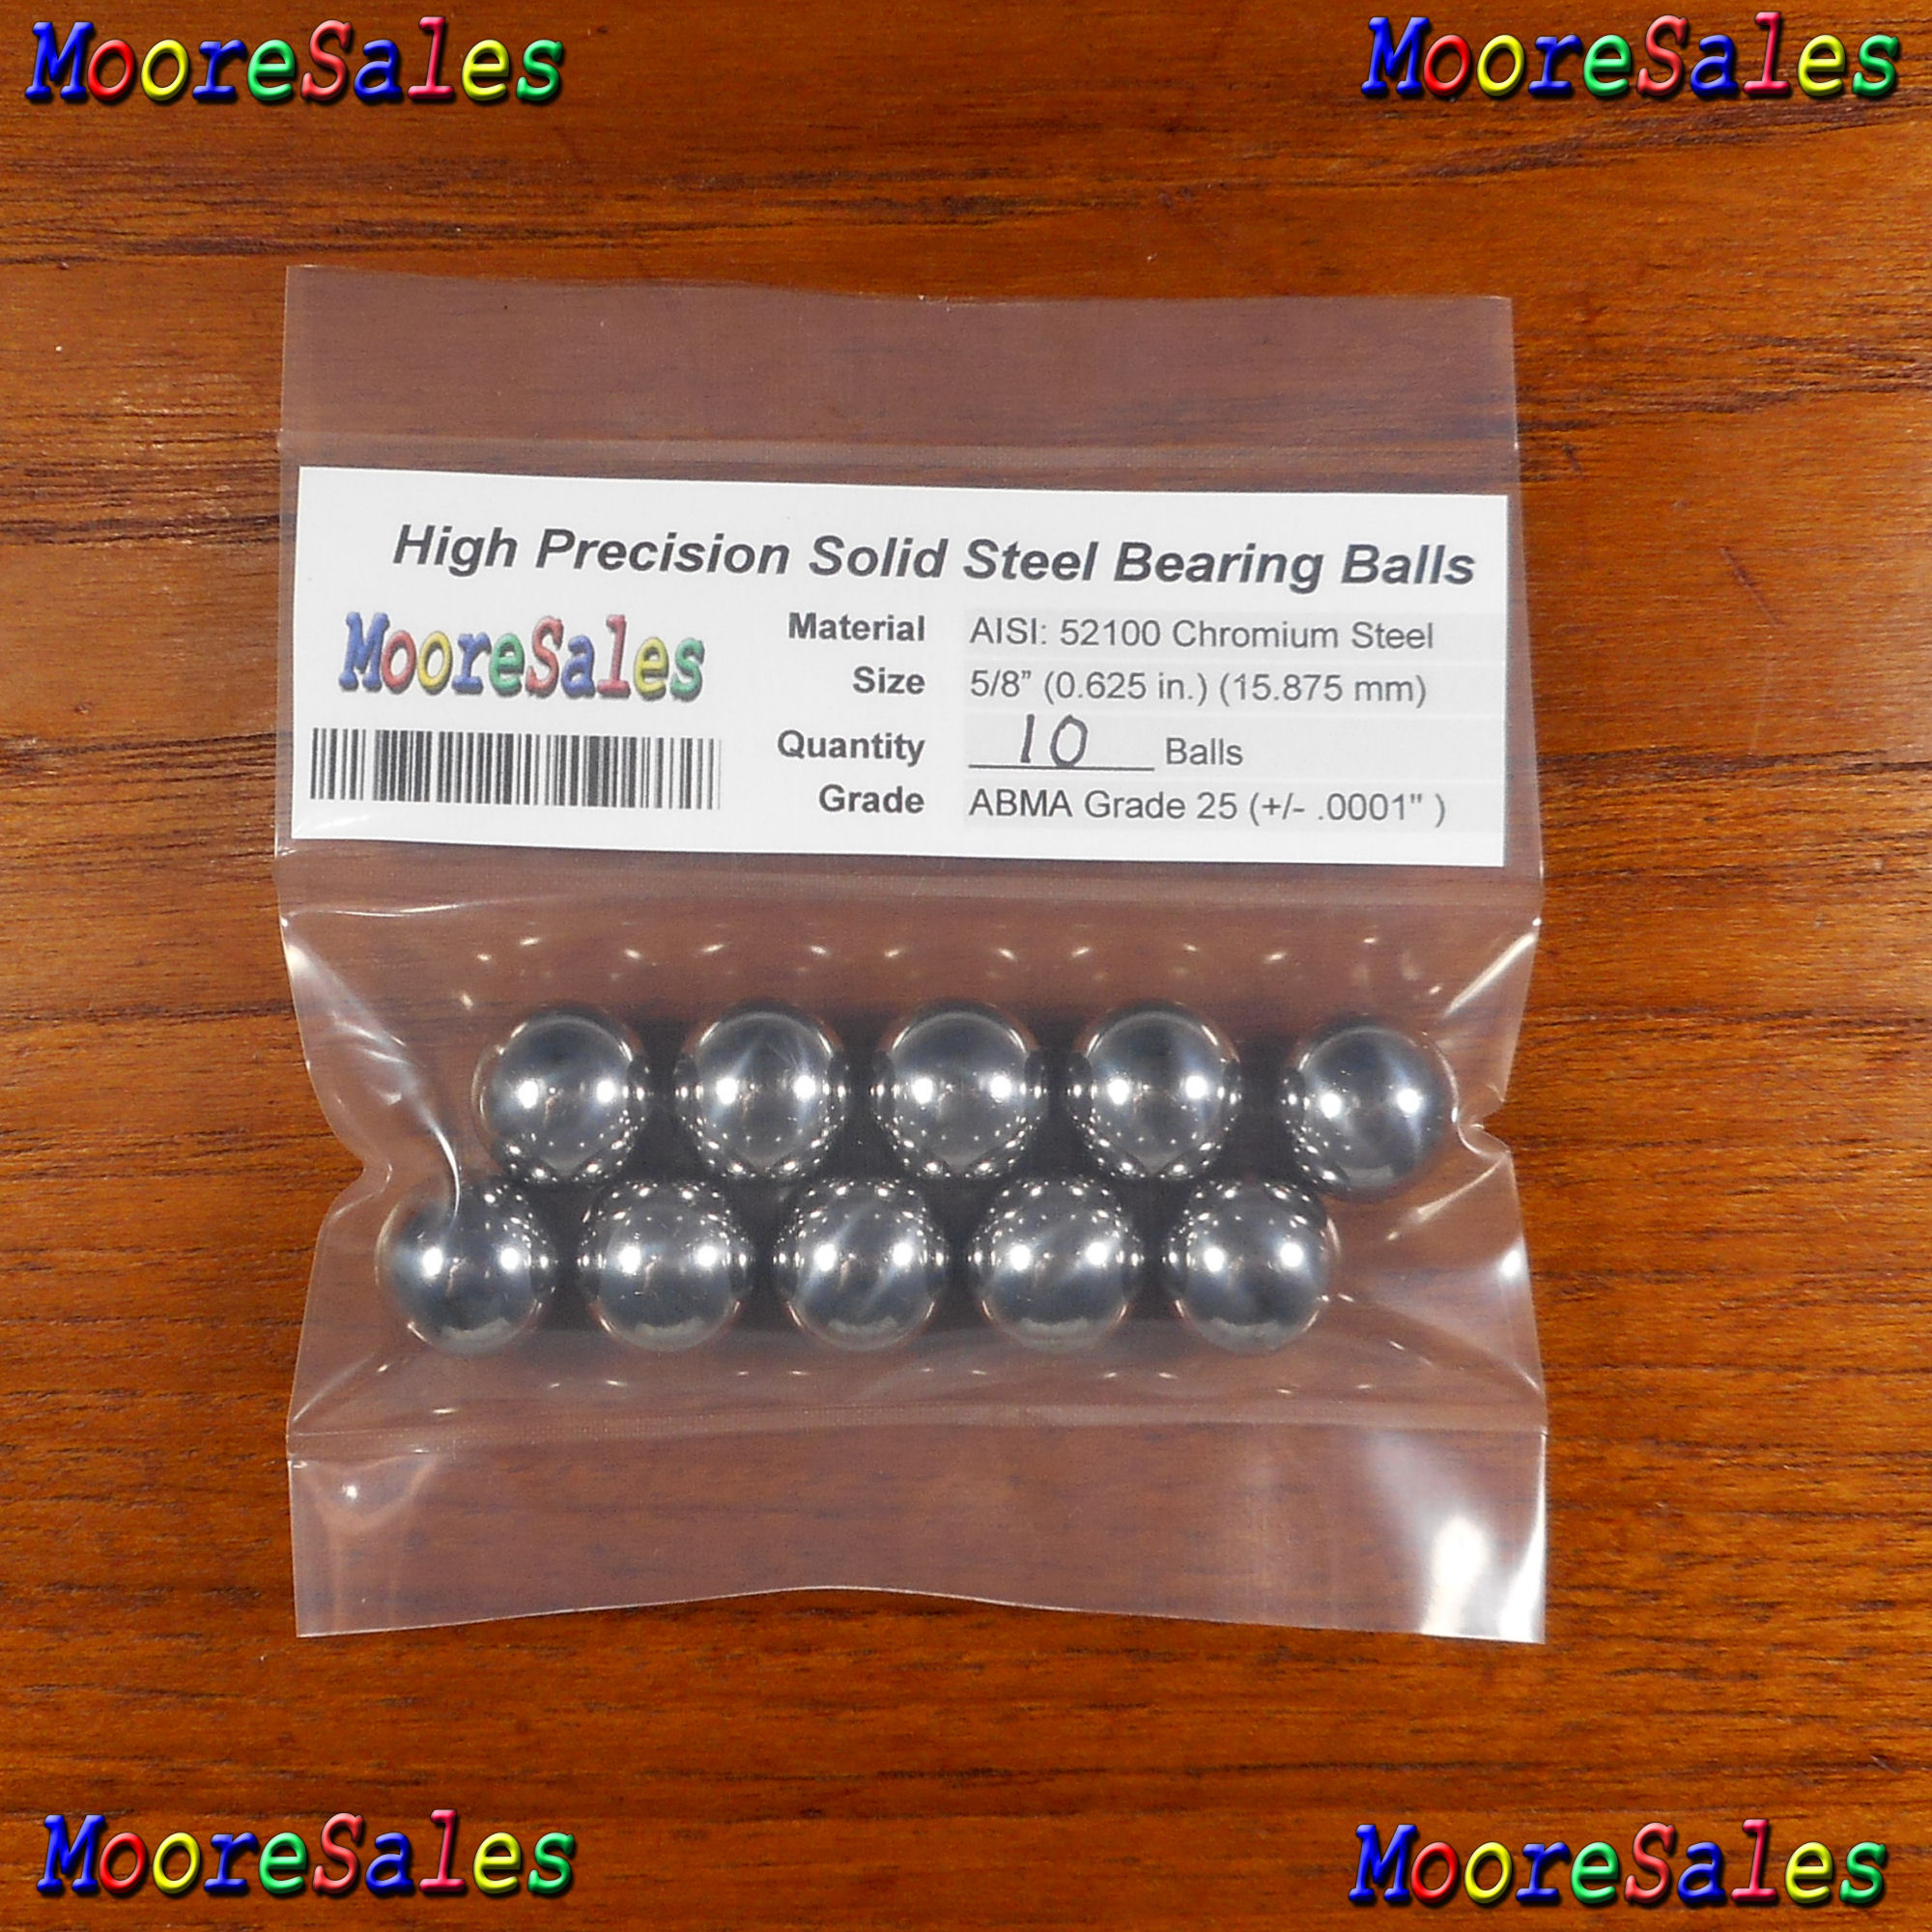 MooreSales MooreSales
High Precision Solid Steel Bearing Balls
MooreSales
Material AISI: 52100 Chromium Steel
Size 5/8” (0.625 in.) (15.875 mm)
Quantity 10 Balls
Grade ABMA Grade 25 (+/- .0001" )
MooreSales MooreSales